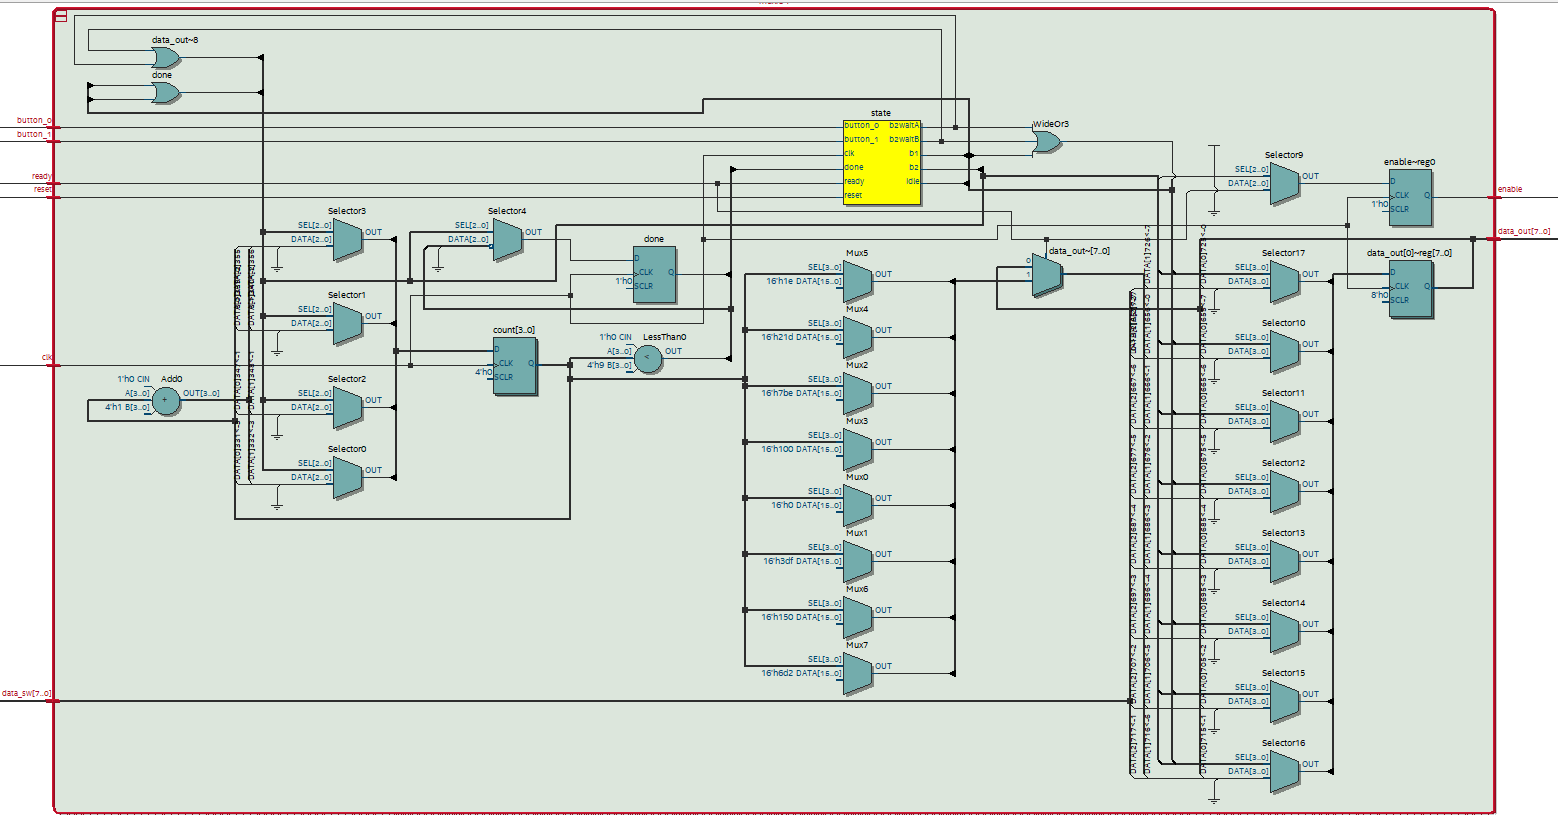 data_out~8
done
button_0
button_1
ready
reset
clk
data_sw[7..0]
state
button_0 b2waitA
button_1 b2waitB
clk b1
done b2
ready idle
reset
WideOr3
Selector9
SEL[2..0]
DATA[2..0]
OUT
enable~reg0
D
CLK Q
1'h0 SCLR
enable
data_out[7..0]
Selector3
SEL[2..0]
DATA[2..0]
OUT
Selector4
SEL[2..0]
DATA[2..0]
OUT
done
D
CLK Q
1'h0 SCLR
Selector1
SEL[2..0]
DATA[2..0]
OUT
count[3..0]
D
CLK Q
4'h0 SCLR
LessThan0
1'h0 CIN
A[3..0]
4'h9 B[3..0]
<
OUT
Add0
1'h0 CIN
A[3..0]
4'h1 B[3..0]
+
OUT[3..0]
Selector2
SEL[2..0]
DATA[2..0]
OUT
Selector0
SEL[2..0]
DATA[2..0]
OUT
Mux5
SEL[3..0]
16'h1e DATA[15..0]
OUT
Mux4
SEL[3..0]
16'h21d DATA[15..0]
OUT
Mux2
SEL[3..0]
16'h7be DATA[15..0]
OUT
Mux3
SEL[3..0]
16'h100 DATA[15..0]
OUT
Mux0
SEL[3..0]
16'h0 DATA[15..0]
OUT
Mux1
SEL[3..0]
16'h3df DATA[15..0]
OUT
Mux6
SEL[3..0]
16'h150 DATA[15..0]
OUT
Mux7
SEL[3..0]
16'h6d2 DATA[15..0]
OUT
data_out~[7..0]
0
1
Selector17
SEL[3..0]
DATA[3..0]
OUT
data_out[0]~reg[7..0]
D
CLK Q
8'h0 SCLR
Selector10
SEL[3..0]
DATA[3..0]
OUT
Selector11
SEL[3..0]
DATA[3..0]
OUT
Selector12
SEL[3..0]
DATA[3..0]
OUT
Selector13
SEL[3..0]
DATA[3..0]
OUT
Selector14
SEL[3..0]
DATA[3..0]
OUT
Selector15
SEL[3..0]
DATA[3..0]
OUT
Selector16
SEL[3..0]
DATA[3..0]
OUT